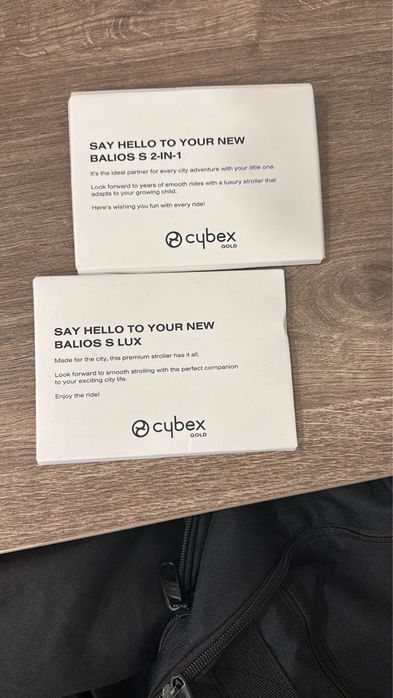 SAY HELLO TO YOUR NEW
BALIOS S 2-IN-1
It's the ideal partner for every city adventure with your little one.
Look forward to years of smooth rides with a luxury stroller that
adapts to your growing child.
Here's wishing you fun with every ride!
cybex
GOLD
SAY HELLO TO YOUR NEW
BALIOS S LUX
Made for the city, this premium stroller has it all.
Look forward to smooth strolling with the perfect companion
to your exciting city life.
Enjoy the ride!
cybex
GOLD